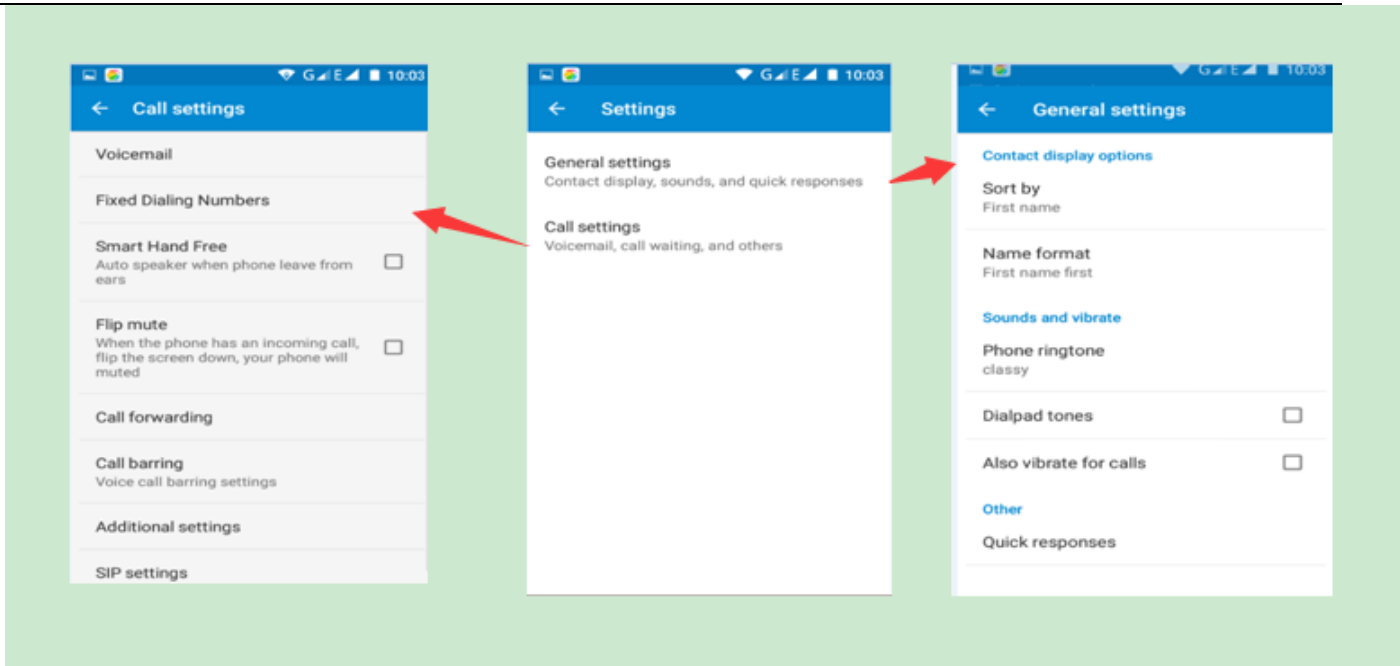 G E 10:03
Call settings
Voicemail
Fixed Dialing Numbers
Smart Hand Free
Auto speaker when phone leave from
ears
Flip mute
When the phone has an incoming call,
flip the screen down, your phone will
muted
Call forwarding
Call barring
Voice call barring settings
Additional settings
SIP settings
G E 10:03
Settings
General settings
Contact display, sounds, and quick responses
Call settings
Voicemail, call waiting, and others
G E 10:03
General settings
Contact display options
Sort by
First name
Name format
First name first
Sounds and vibrate
Phone ringtone
classy
Dialpad tones
Also vibrate for calls
Other
Quick responses